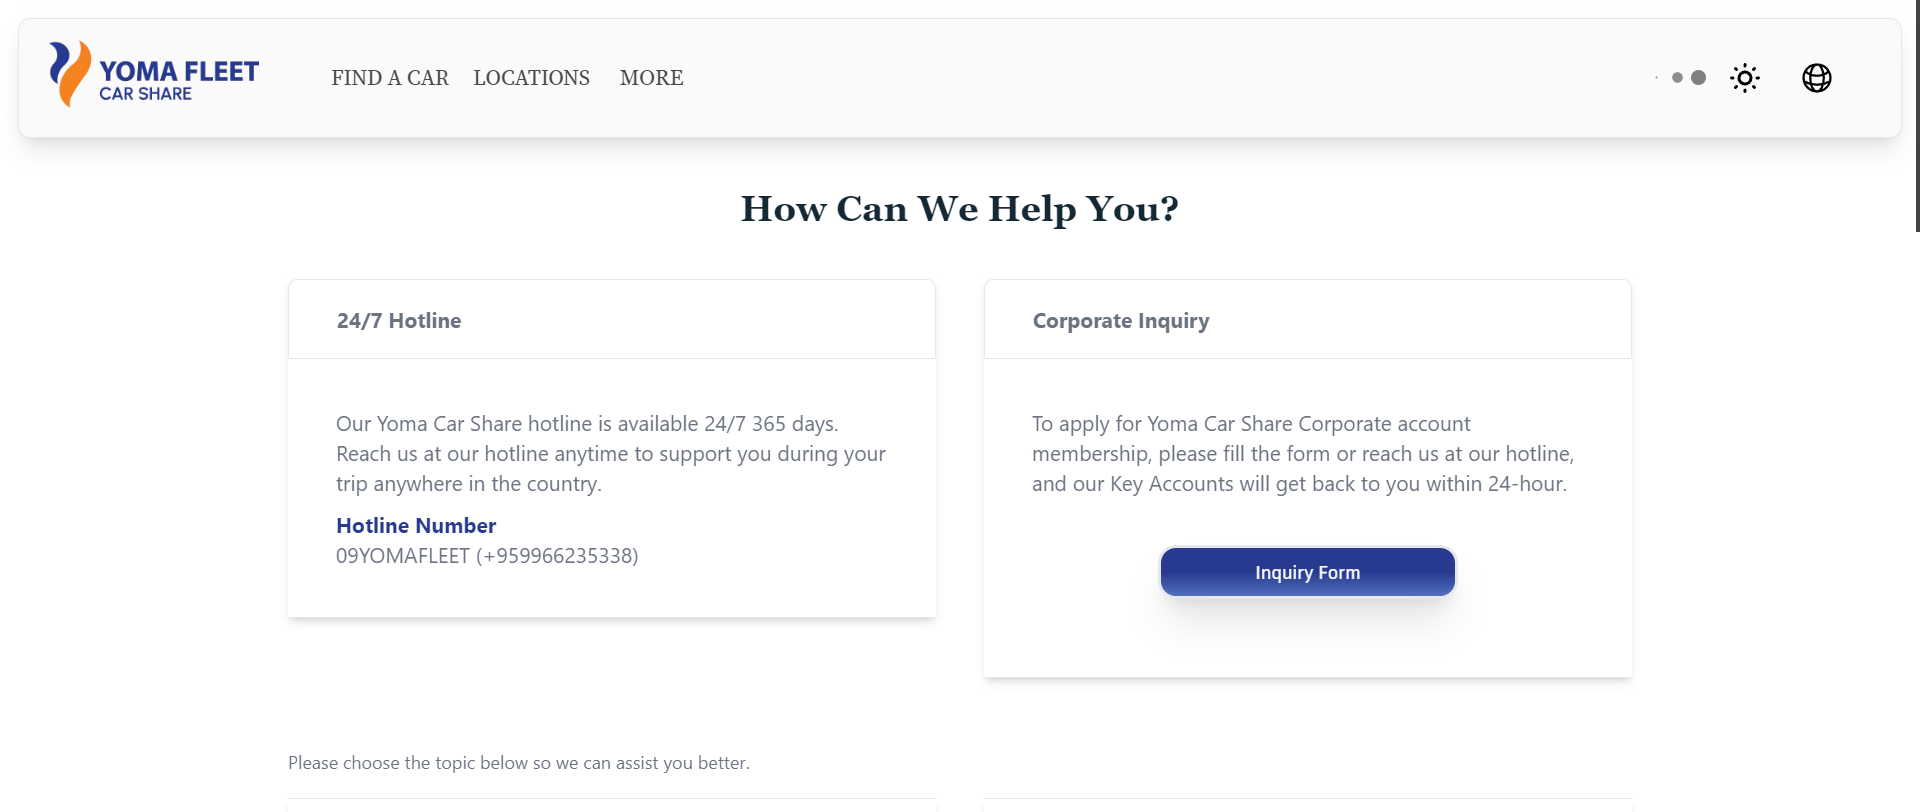 YOMA FLEET
CAR SHARE
FIND A CAR
LOCATIONS
MORE
How Can We Help You?
24/7 Hotline
Our Yoma Car Share hotline is available 24/7 365 days.
Reach us at our hotline anytime to support you during your
trip anywhere in the country.
Hotline Number
09YOMAFLEET (+959966235338)
Corporate Inquiry
To apply for Yoma Car Share Corporate account
membership, please fill the form or reach us at our hotline,
and our Key Accounts will get back to you within 24-hour.
Inquiry Form
Please choose the topic below so we can assist you better.